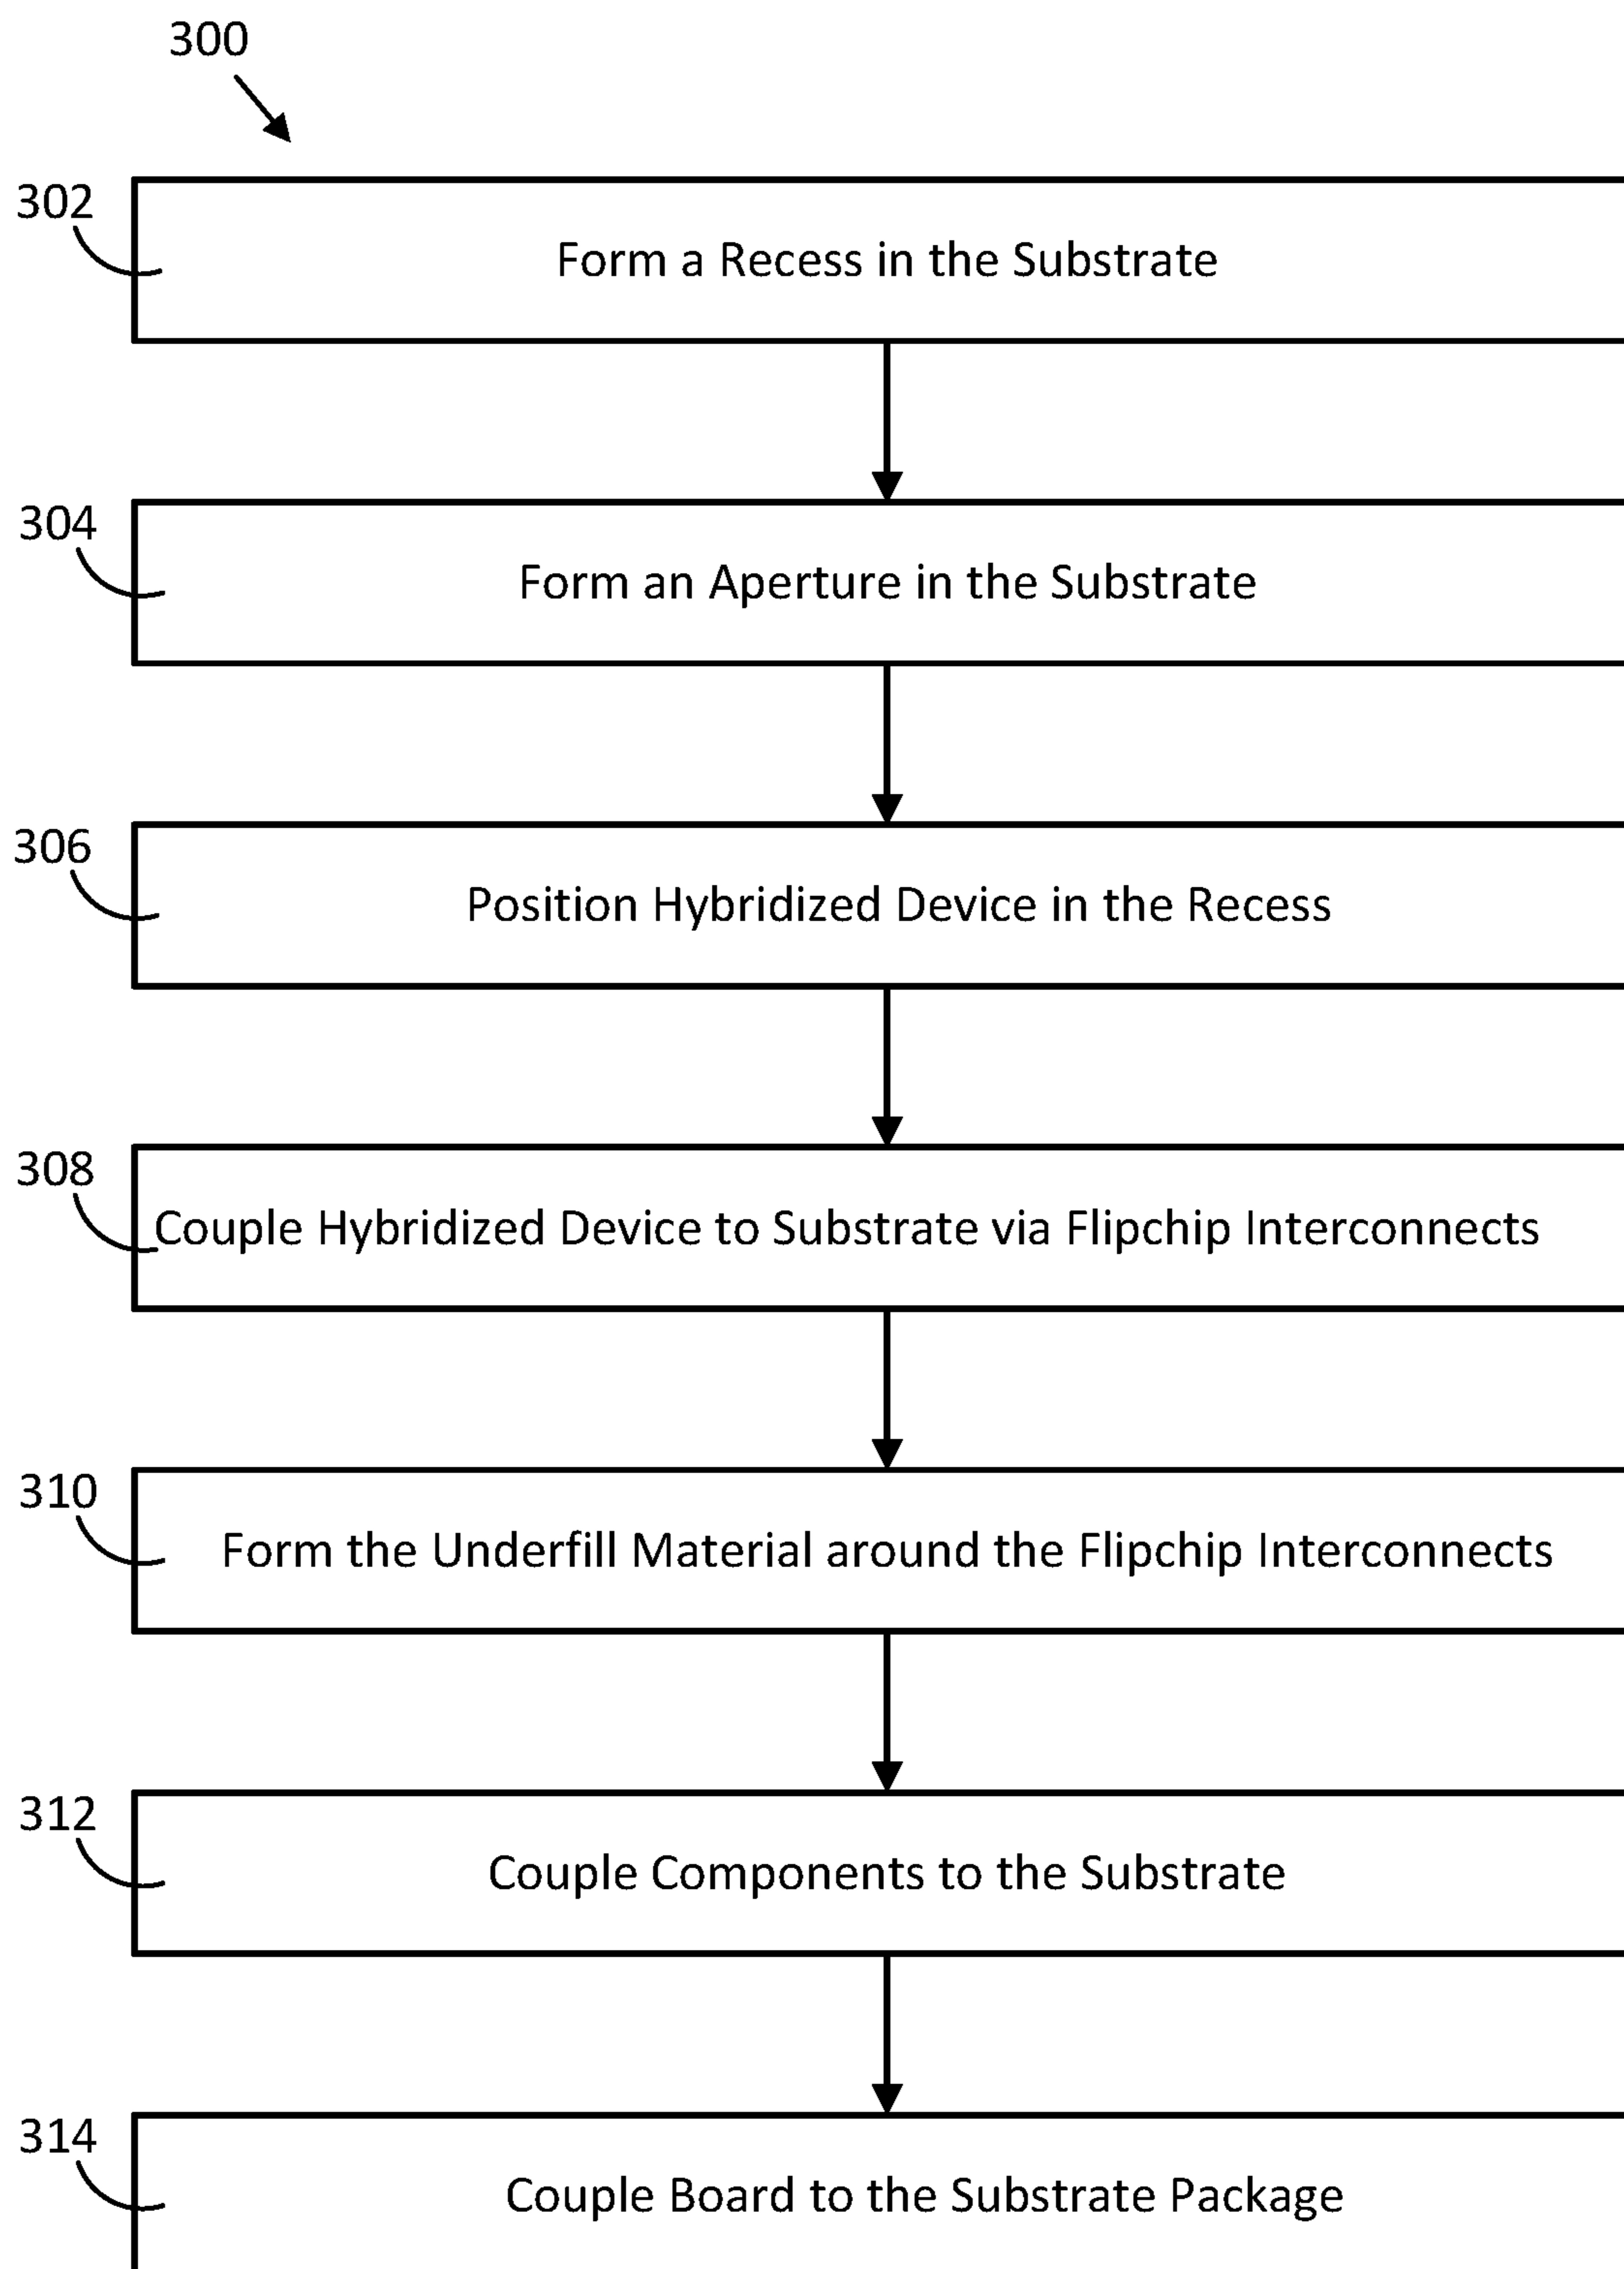 300
302
Form a Recess in the Substrate
304
Form an Aperture in the Substrate
306
Position Hybridized Device in the Recess
308
Couple Hybridized Device to Substrate via Flipchip Interconnects
310
Form the Underfill Material around the Flipchip Interconnects
312
Couple Components to the Substrate
314
Couple Board to the Substrate Package